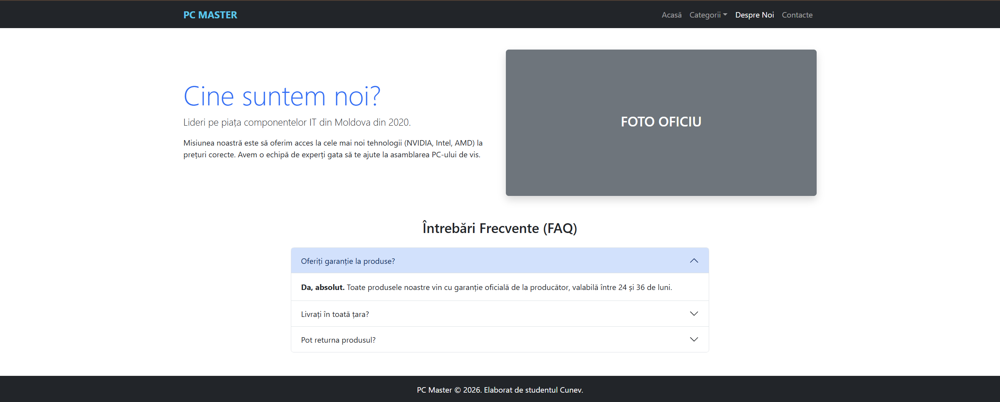 PC MASTER
Acasă Categorii Despre Noi Contacte
Cine suntem noi?
Lideri pe piața componentelor IT din Moldova din 2020.
Misiunea noastră este să oferim acces la cele mai noi tehnologii (NVIDIA, Intel, AMD) la
prețuri corecte. Avem o echipă de experți gata să te ajute la asamblarea PC-ului de vis.
FOTO OFICIU
Întrebări Frecvente (FAQ)
Oferiți garanție la produse?
Da, absolut. Toate produsele noastre vin cu garanție oficială de la producător, valabilă între 24 și 36 de luni.
Livrați în toată țara?
Pot returna produsul?
PC Master © 2026. Elaborat de studentul Cunev.